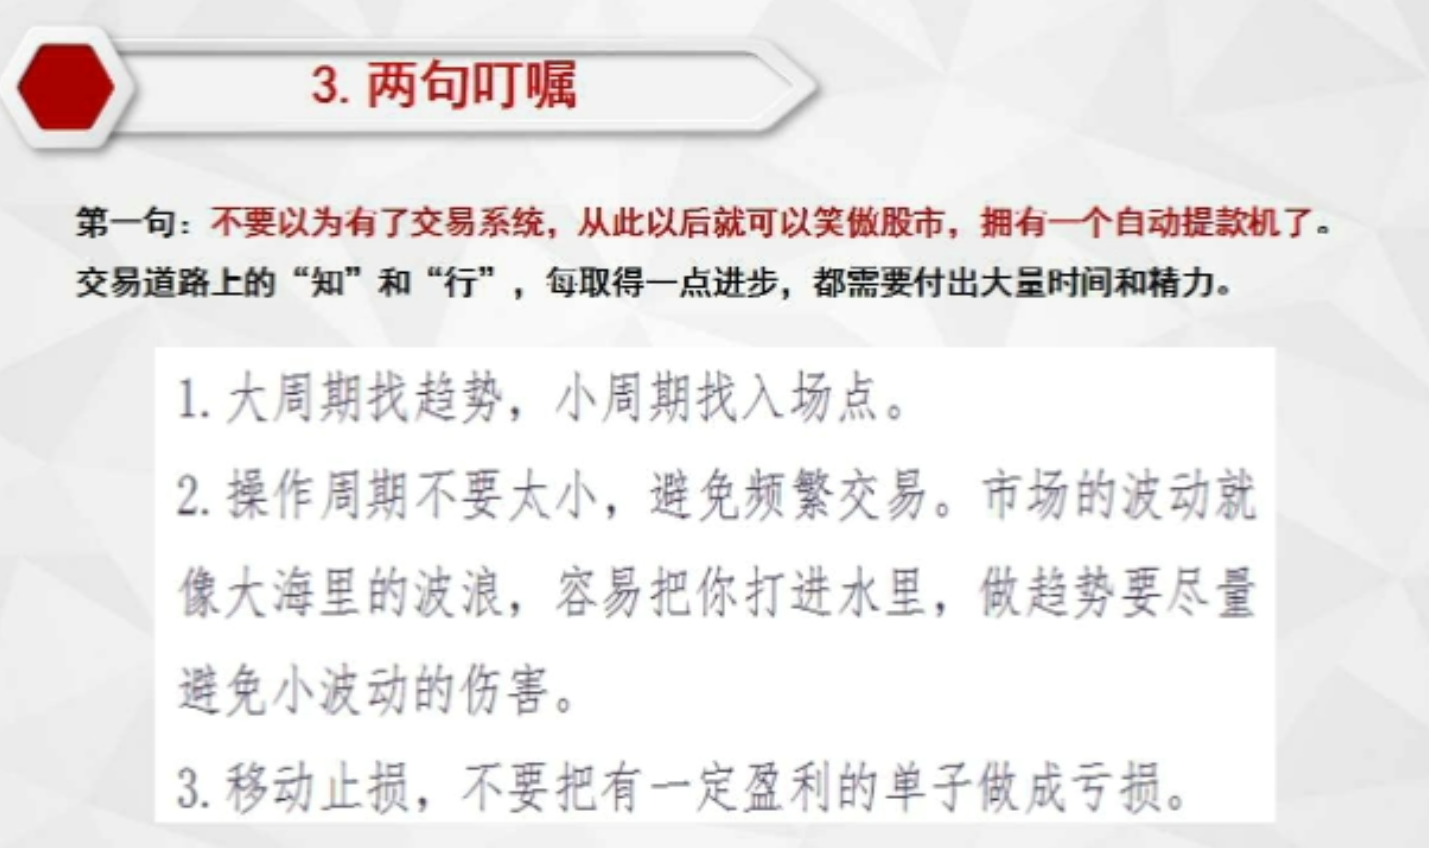 3. 两句叮嘱
第一句：不要以为有了交易系统，从此以后就可以笑傲股市，拥有一个自动提款机了。
交易道路上的“知”和“行”，每取得一点进步，都需要付出大量时间和精力。
1. 大周期找趋势，小周期找入场点。
2. 操作周期不要太小，避免频繁交易。市场的波动就
像大海里的波浪，容易把你打进水里，做趋势要尽量
避免小波动的伤害。
3. 移动止损，不要把有一定盈利的单子做成亏损。